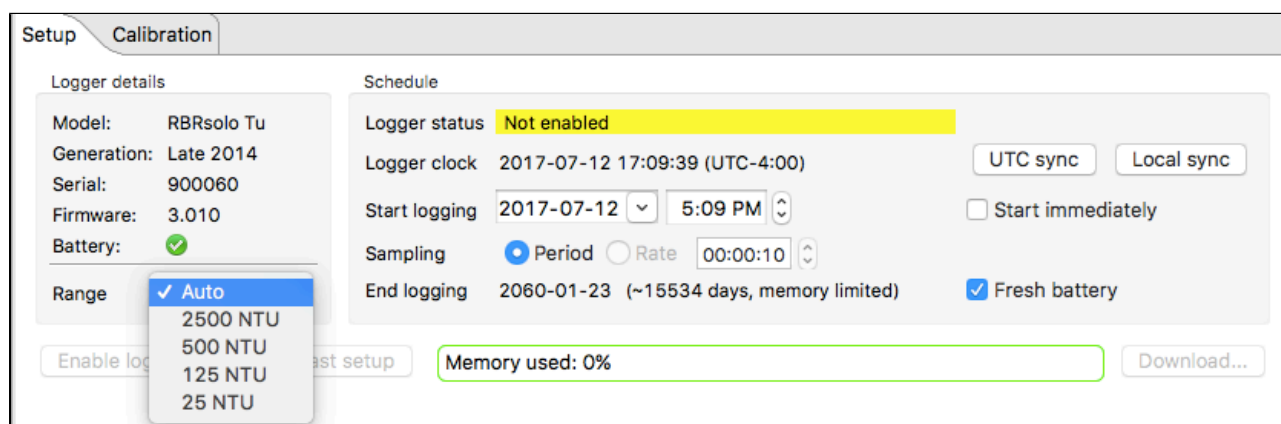 Setup
Calibration
Logger details
Model: RBRsolo Tu
Generation: Late 2014
Serial: 900060
Firmware: 3.010
Battery:
Range
Auto
2500 NTU
500 NTU
125 NTU
25 NTU
Schedule
Logger status Not enabled
Logger clock 2017-07-12 17:09:39 (UTC-4:00) UTC sync Local sync
Start logging 2017-07-12 5:09 PM Start immediately
Sampling Period Rate 00:00:10
End logging 2060-01-23 (~15534 days, memory limited) Fresh battery
Enable setup Memory used: 0% Download...